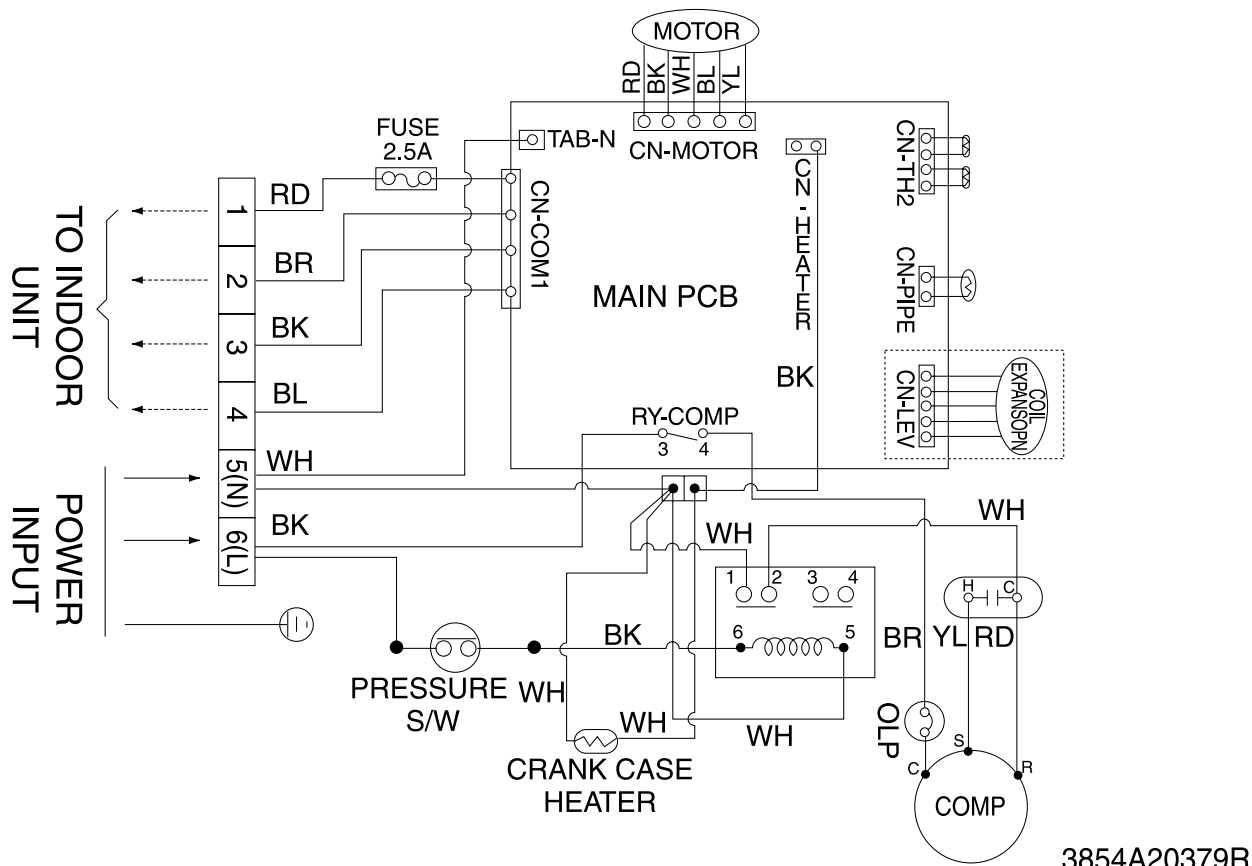 MOTOR
RD
BK
WH
BL
YL
CN-MOTOR
FUSE
2.5A
TAB-N
CN-COM1
CN-HEATER
CN-TH2
CN-PIPE
CN-LEV
COIL
EXPANSOPN
MAIN PCB
TO INDOOR
UNIT
1
RD
2
BR
3
BK
4
BL
5(N)
WH
6(L)
BK
POWER
INPUT
BK
RY-COMP
3
4
WH
WH
1
2
3
4
6
5
BK
H
C
BR
YL
RD
PRESSURE
S/W
WH
WH
WH
CRANK CASE
HEATER
OLP
C
S
R
COMP
3854A20379R